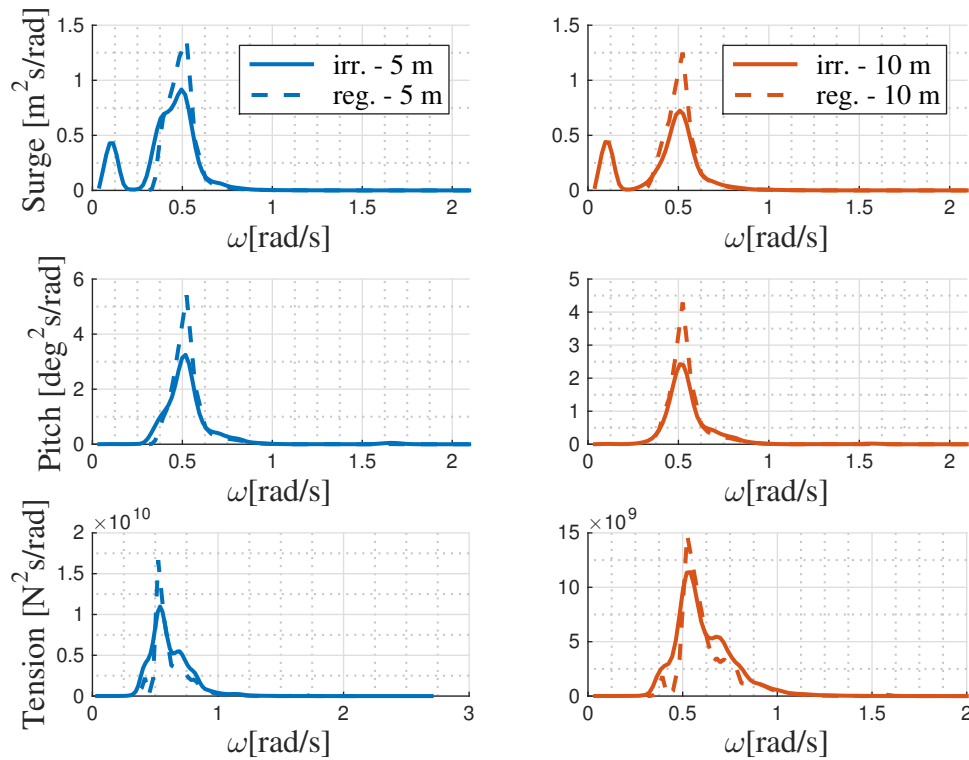 Surge [m² s/rad]
1.5
1
0.5
0
0 0.5 1 1.5 2
ω[rad/s]
irr. - 5 m
reg. - 5 m
1.5
1
0.5
0
0 0.5 1 1.5 2
ω[rad/s]
irr. - 10 m
reg. - 10 m
Pitch [deg²s/rad]
6
4
2
0
0 0.5 1 1.5 2
ω[rad/s]
5
4
3
2
1
0
0 0.5 1 1.5 2
ω[rad/s]
Tension [N² s/rad]
×10¹⁰
2
1.5
1
0.5
0
0 1 2 3
ω[rad/s]
×10⁹
15
10
5
0
0 0.5 1 1.5 2
ω[rad/s]